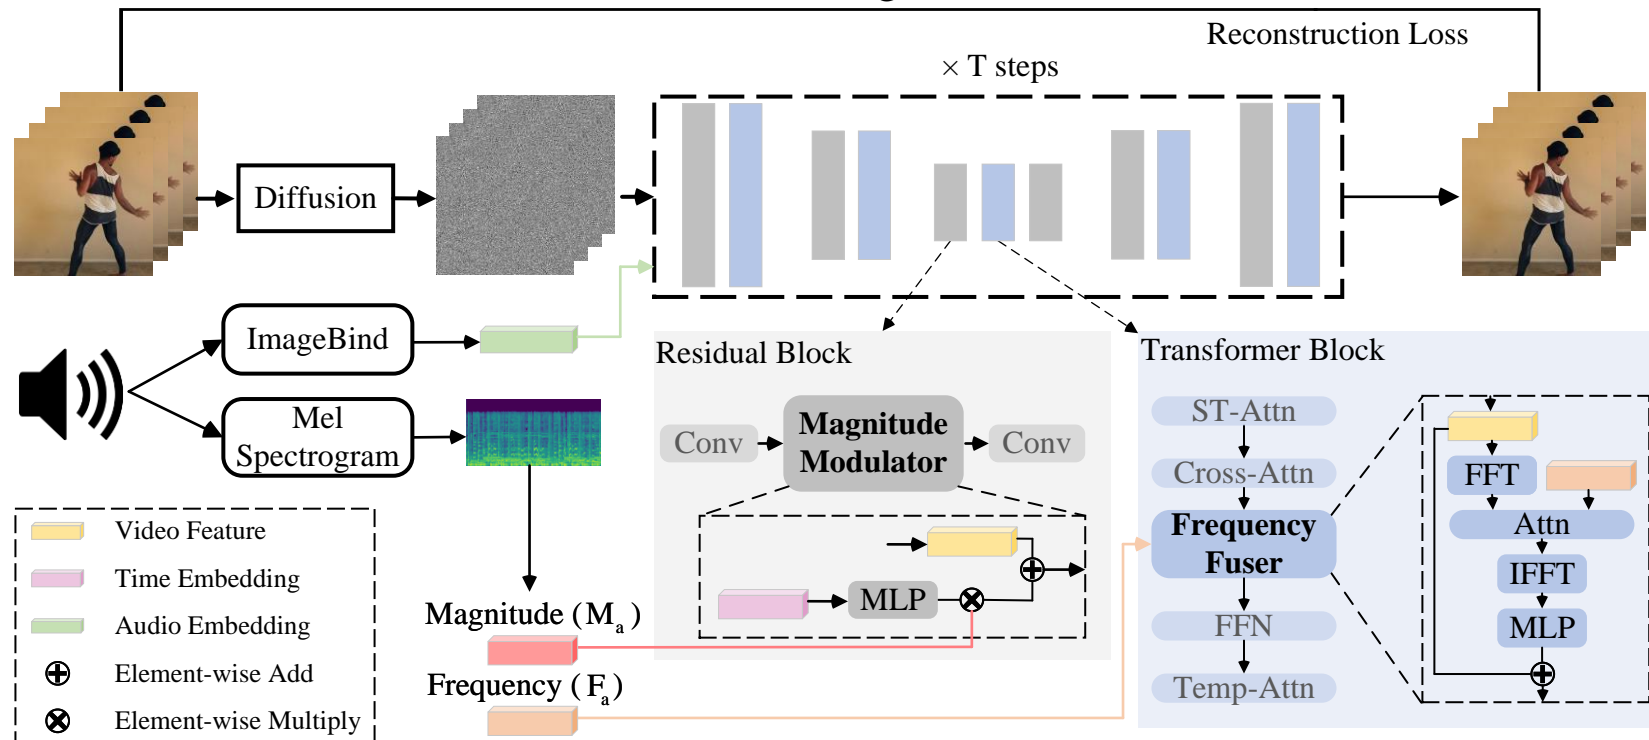 Reconstruction Loss
× T steps
Diffusion
ImageBind
Mel
Spectrogram
Residual Block
Transformer Block
Conv
Magnitude
Modulator
Conv
MLP
ST-Attn
Cross-Attn
Frequency
Fuser
FFN
Temp-Attn
FFT
Attn
IFFT
MLP
Magnitude (Ma)
Frequency (Fa)
Video Feature
Time Embedding
Audio Embedding
Element-wise Add
Element-wise Multiply